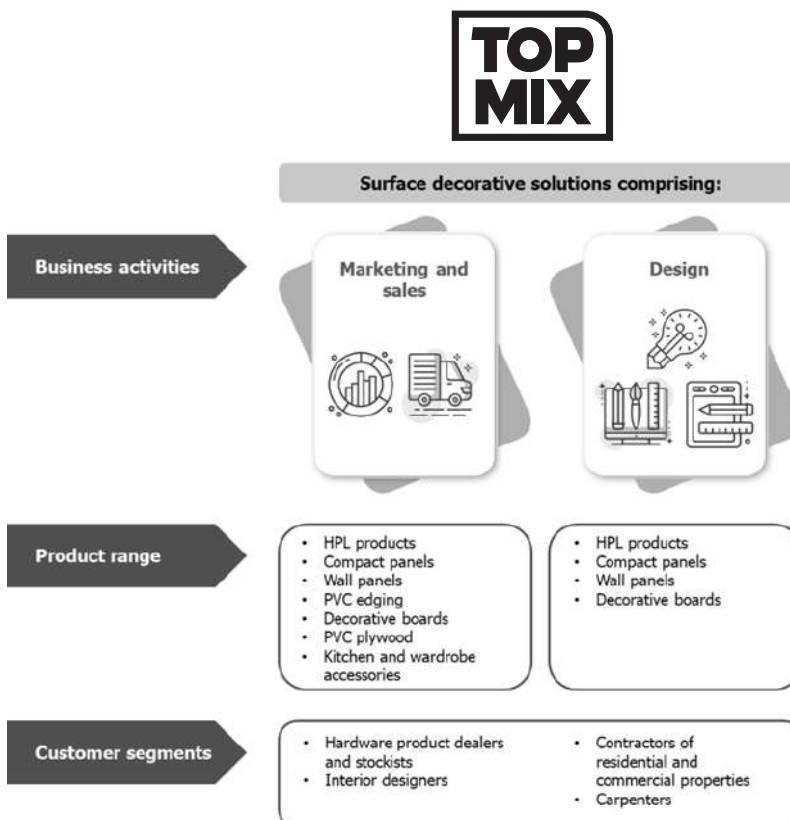 TOP
MIX
Surface decorative solutions comprising:
Business activities
Marketing and
sales
Design
Product range
• HPL products
• Compact panels
• Wall panels
• PVC edging
• Decorative boards
• PVC plywood
• Kitchen and wardrobe
accessories
• HPL products
• Compact panels
• Wall panels
• Decorative boards
Customer segments
• Hardware product dealers
and stockists
• Interior designers
• Contractors of
residential and
commercial properties
• Carpenters